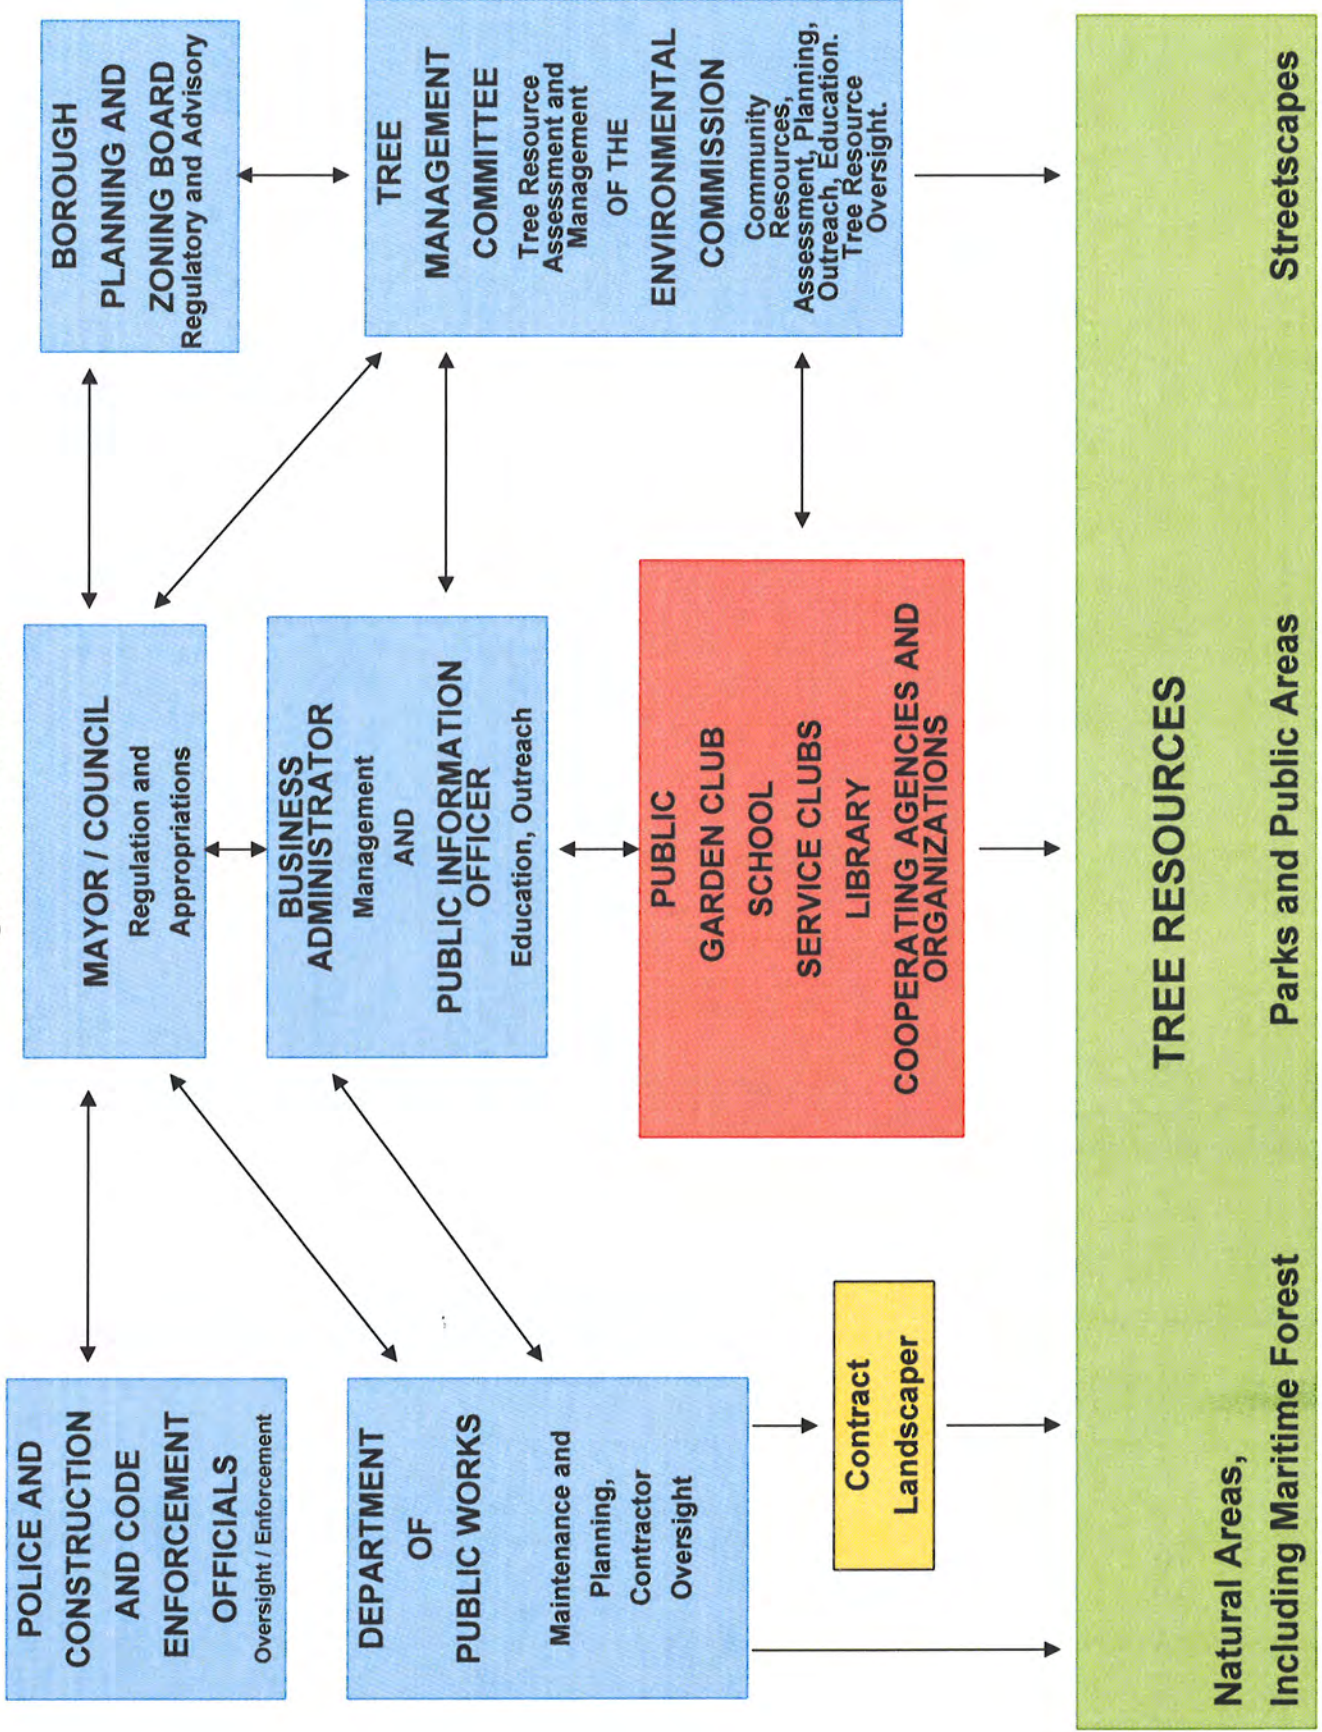 POLICE AND
CONSTRUCTION
AND CODE
ENFORCEMENT
OFFICIALS
Oversight / Enforcement
MAYOR / COUNCIL
Regulation and
Appropriations
BOROUGH
PLANNING AND
ZONING BOARD
Regulatory and Advisory
DEPARTMENT
OF
PUBLIC WORKS
Maintenance and
Planning,
Contractor
Oversight
BUSINESS
ADMINISTRATOR
Management
AND
PUBLIC INFORMATION
OFFICER
Education, Outreach
TREE
MANAGEMENT
COMMITTEE
Tree Resource
Assessment and
Management
OF THE
ENVIRONMENTAL
COMMISSION
Community
Resources,
Assessment, Planning,
Outreach, Education.
Tree Resource
Oversight.
PUBLIC
GARDEN CLUB
SCHOOL
SERVICE CLUBS
LIBRARY
COOPERATING AGENCIES AND
ORGANIZATIONS
Contract
Landscaper
TREE RESOURCES
Natural Areas,
Including Maritime Forest
Parks and Public Areas
Streetscapes